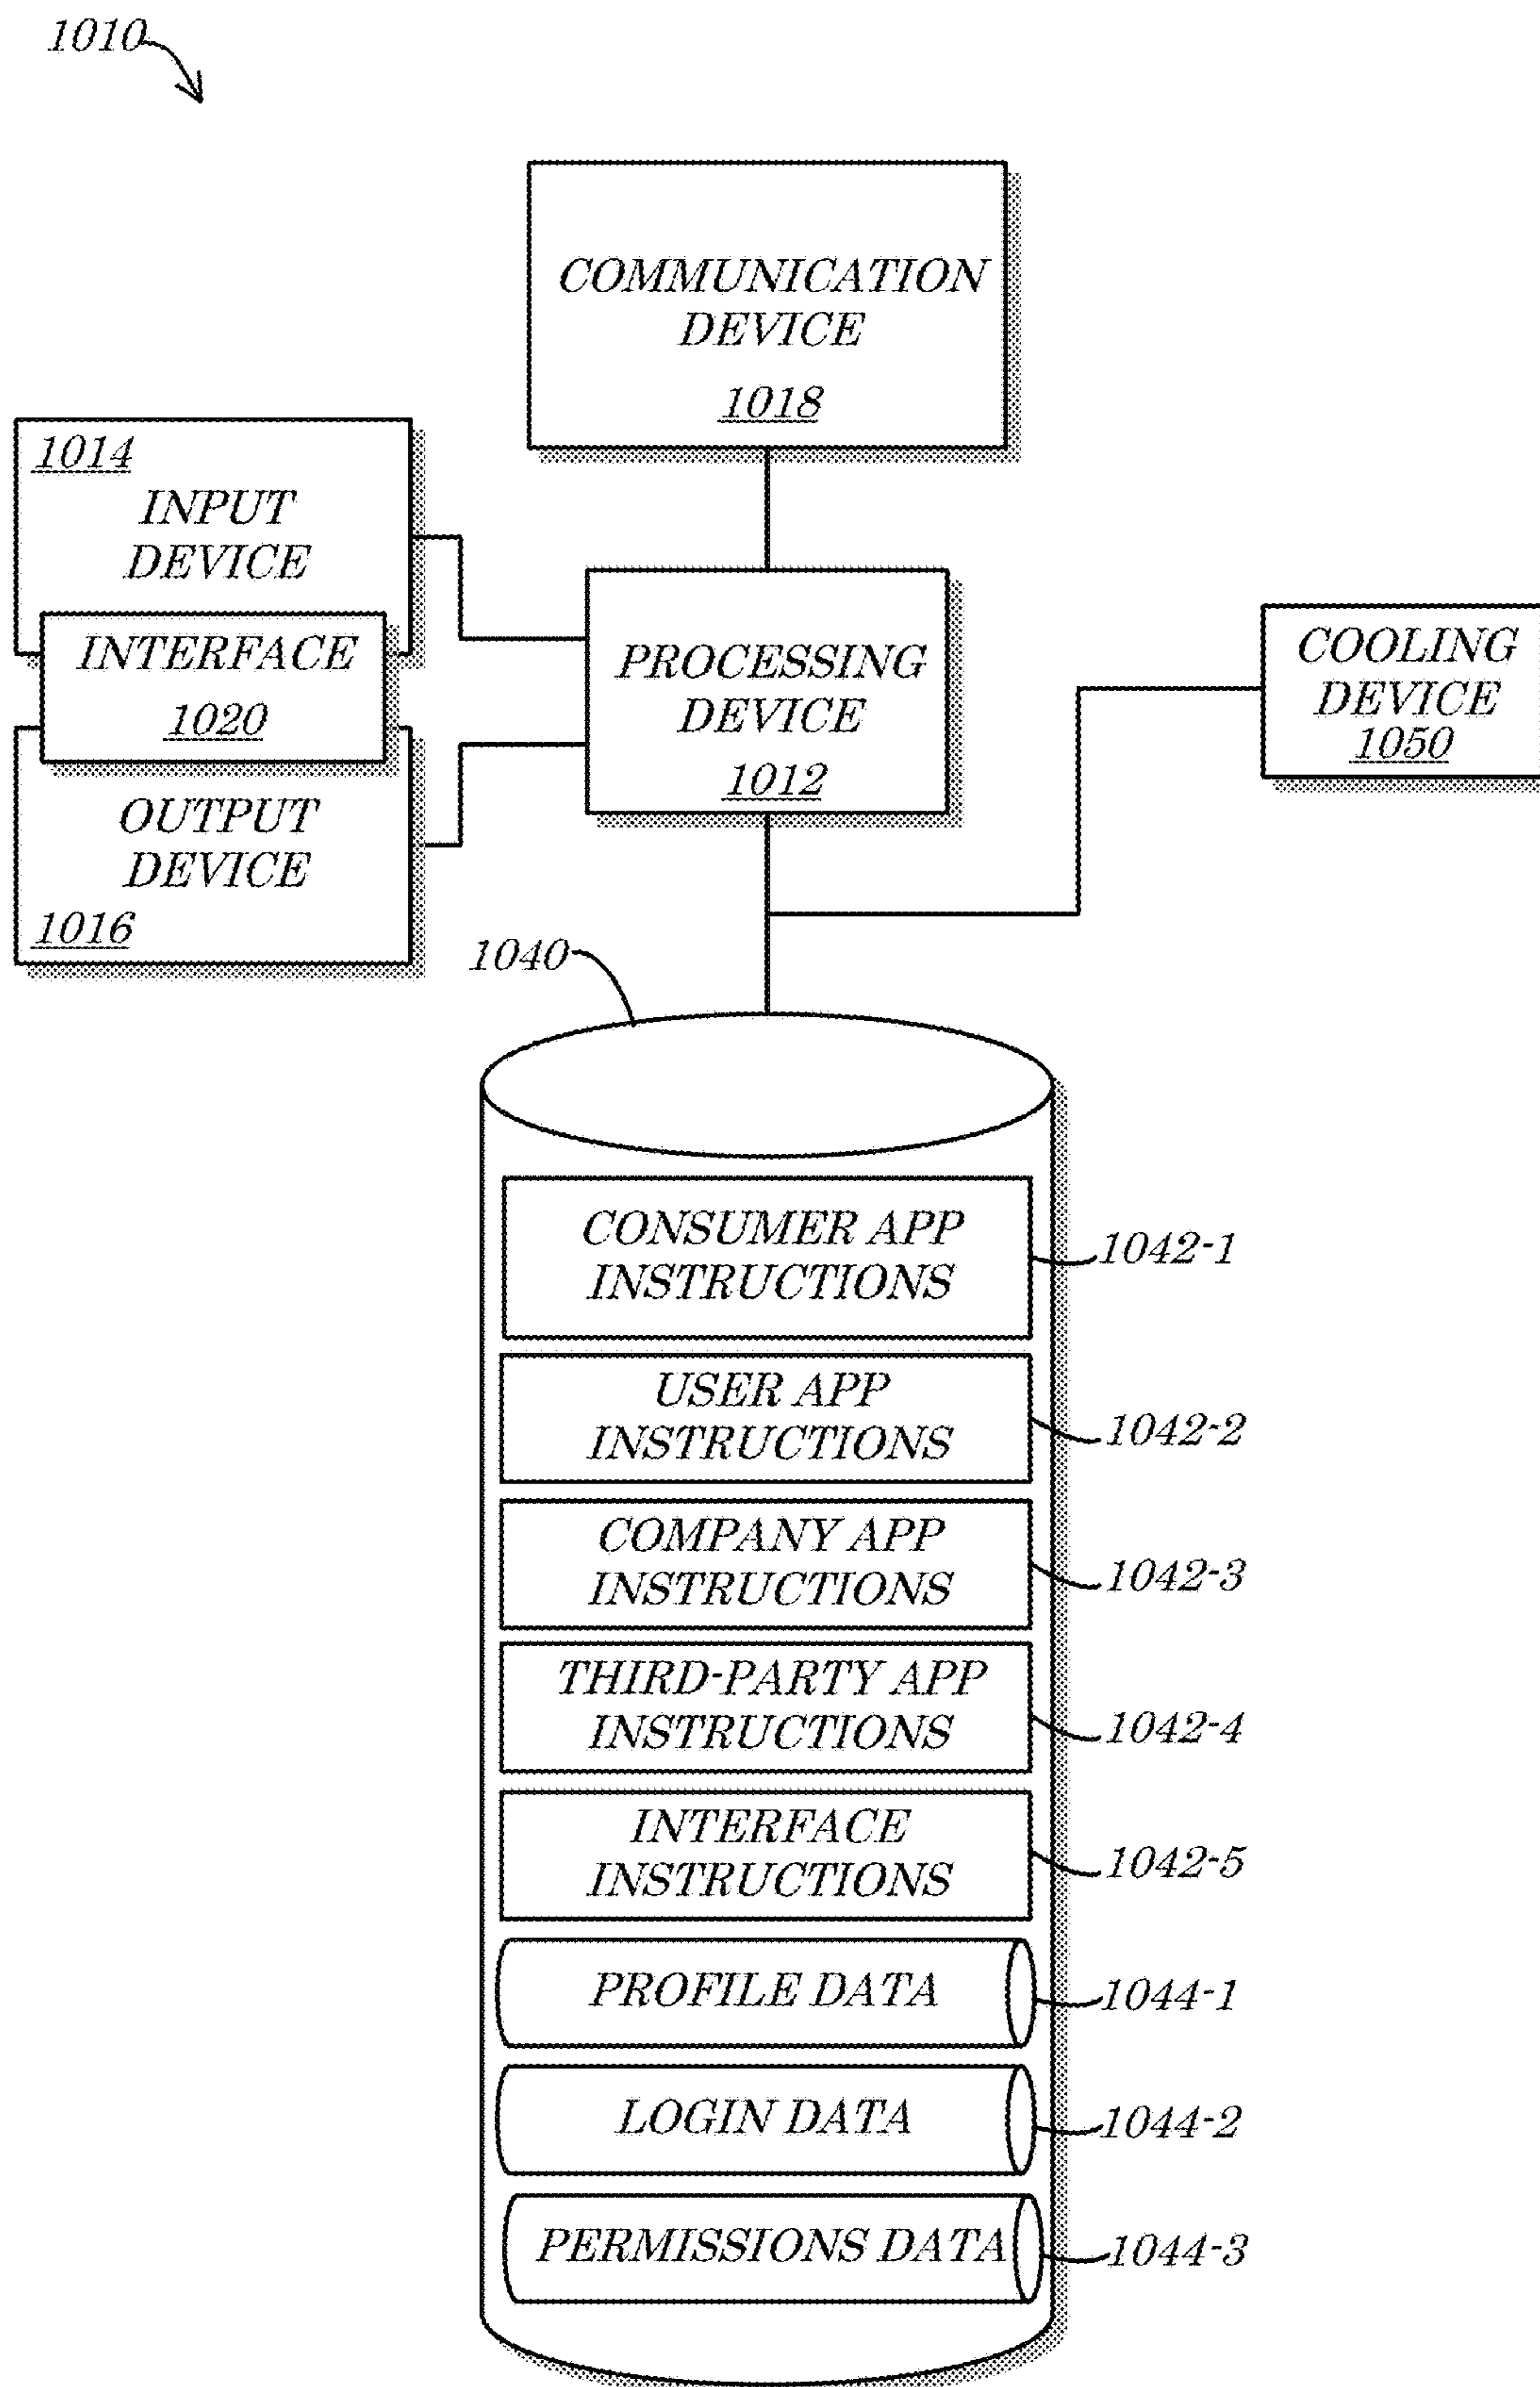 1010
COMMUNICATION
DEVICE
1018
1014
INPUT
DEVICE
INTERFACE
1020
OUTPUT
DEVICE
1016
PROCESSING
DEVICE
1012
COOLING
DEVICE
1050
1040
CONSUMER APP
INSTRUCTIONS
1042-1
USER APP
INSTRUCTIONS
1042-2
COMPANY APP
INSTRUCTIONS
1042-3
THIRD-PARTY APP
INSTRUCTIONS
1042-4
INTERFACE
INSTRUCTIONS
1042-5
PROFILE DATA
1044-1
LOGIN DATA
1044-2
PERMISSIONS DATA
1044-3